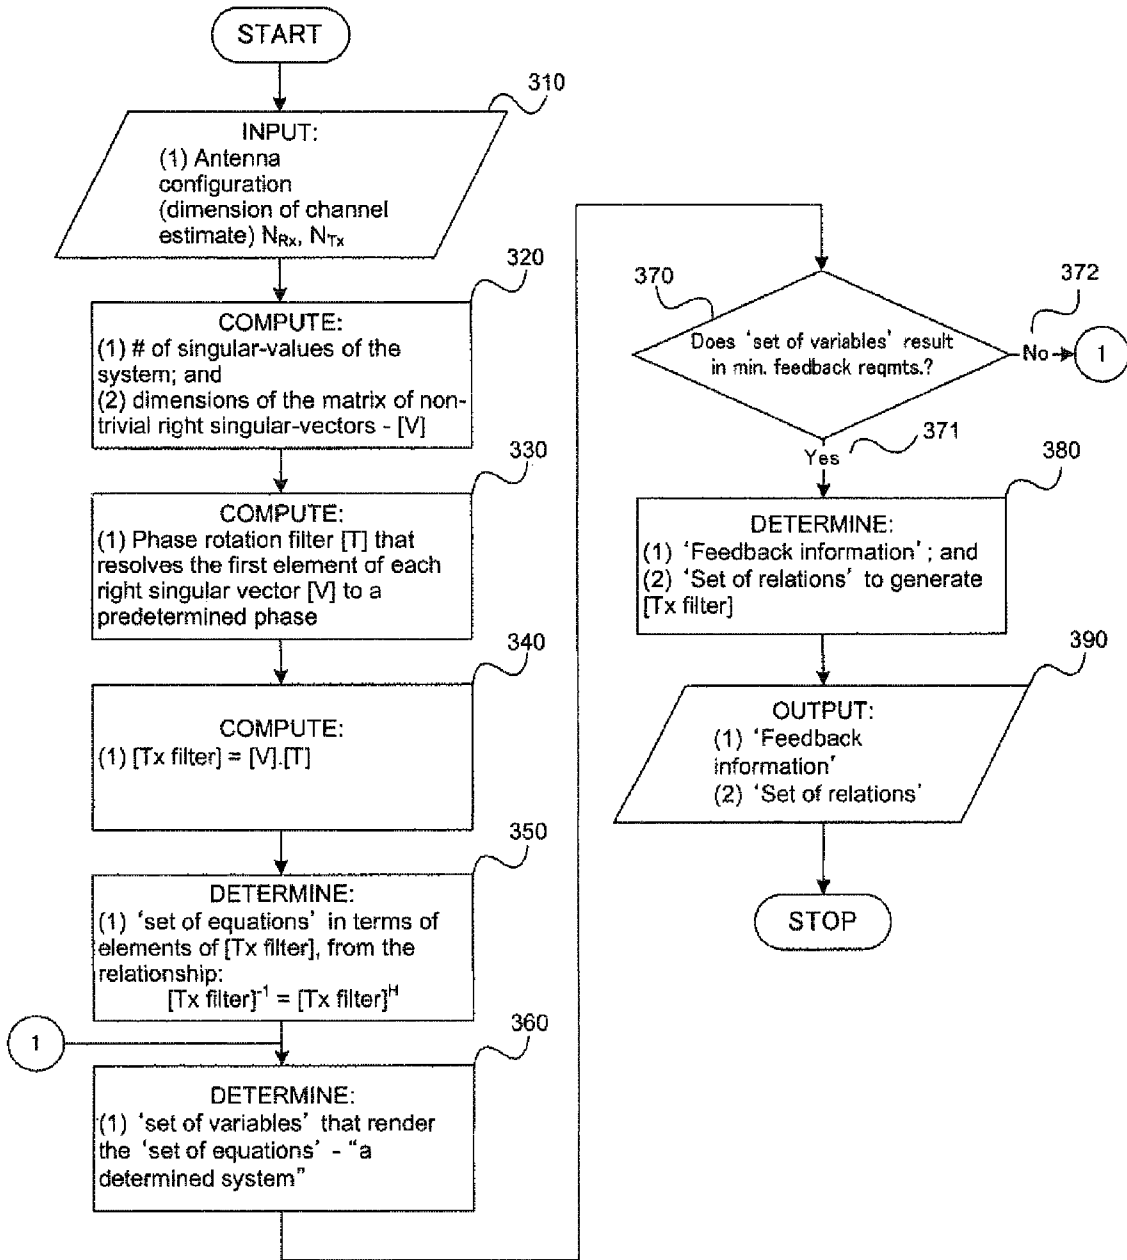 START
310
INPUT:
(1) Antenna
configuration
(dimension of channel
estimate) N_Rx, N_Tx
320
COMPUTE:
(1) # of singular-values of the
system; and
(2) dimensions of the matrix of non-
trivial right singular-vectors - [V]
330
COMPUTE:
(1) Phase rotation filter [T] that
resolves the first element of each
right singular vector [V] to a
predetermined phase
340
COMPUTE:
(1) [Tx filter] = [V].[T]
350
DETERMINE:
(1) ‘set of equations’ in terms of
elements of [Tx filter], from the
relationship:
[Tx filter]^-1 = [Tx filter]^H
1
360
DETERMINE:
(1) ‘set of variables’ that render
the ‘set of equations’ - “a
determined system”
370
Does ‘set of variables’ result
in min. feedback reqmts.?
372
No
1
371
Yes
380
DETERMINE:
(1) ‘Feedback information’; and
(2) ‘Set of relations’ to generate
[Tx filter]
390
OUTPUT:
(1) ‘Feedback
information’
(2) ‘Set of relations’
STOP